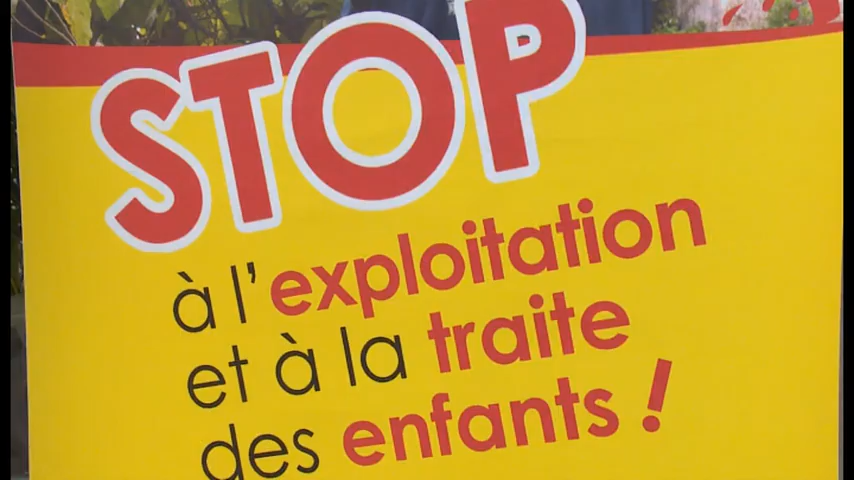 STOP
à l'exploitation
et à la traite
des enfants !